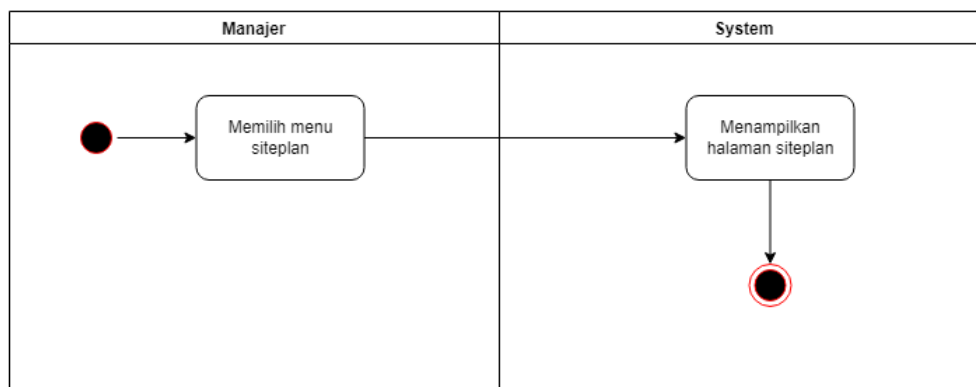 Manajer
System
Memilih menu
siteplan
Menampilkan
halaman siteplan